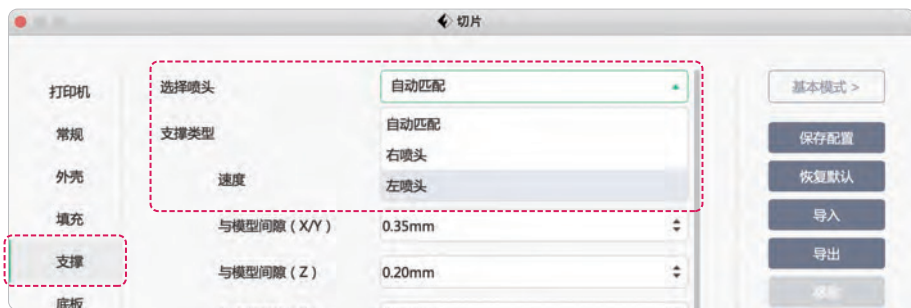 切片
打印机
常规
外壳
填充
支撑
底板
选择喷头
自动匹配
支撑类型
自动匹配
右喷头
左喷头
速度
与模型间隙（X/Y）
0.35mm
与模型间隙（Z）
0.20mm
基本模式 >
保存配置
恢复默认
导入
导出